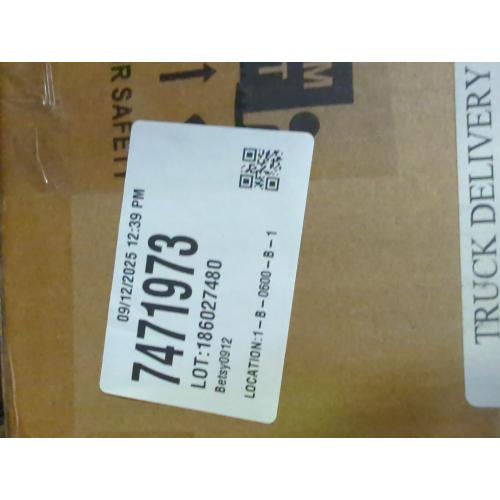 09/12/2025 12:39 PM
7471973
LOT:186027480
Betsy0912
LOCATION:1-B-0600-B-1
TRUCK DELIVERY
R SAFETY